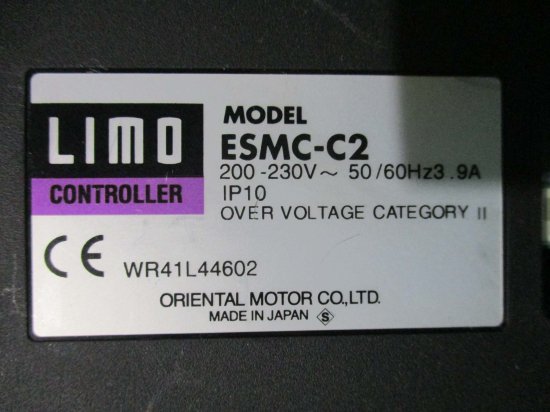 LIMO
CONTROLLER
MODEL
ESMC-C2
200-230V~ 50/60Hz3.9A
IP10
OVER VOLTAGE CATEGORY II
CE WR41L44602
ORIENTAL MOTOR CO.,LTD.
MADE IN JAPAN S